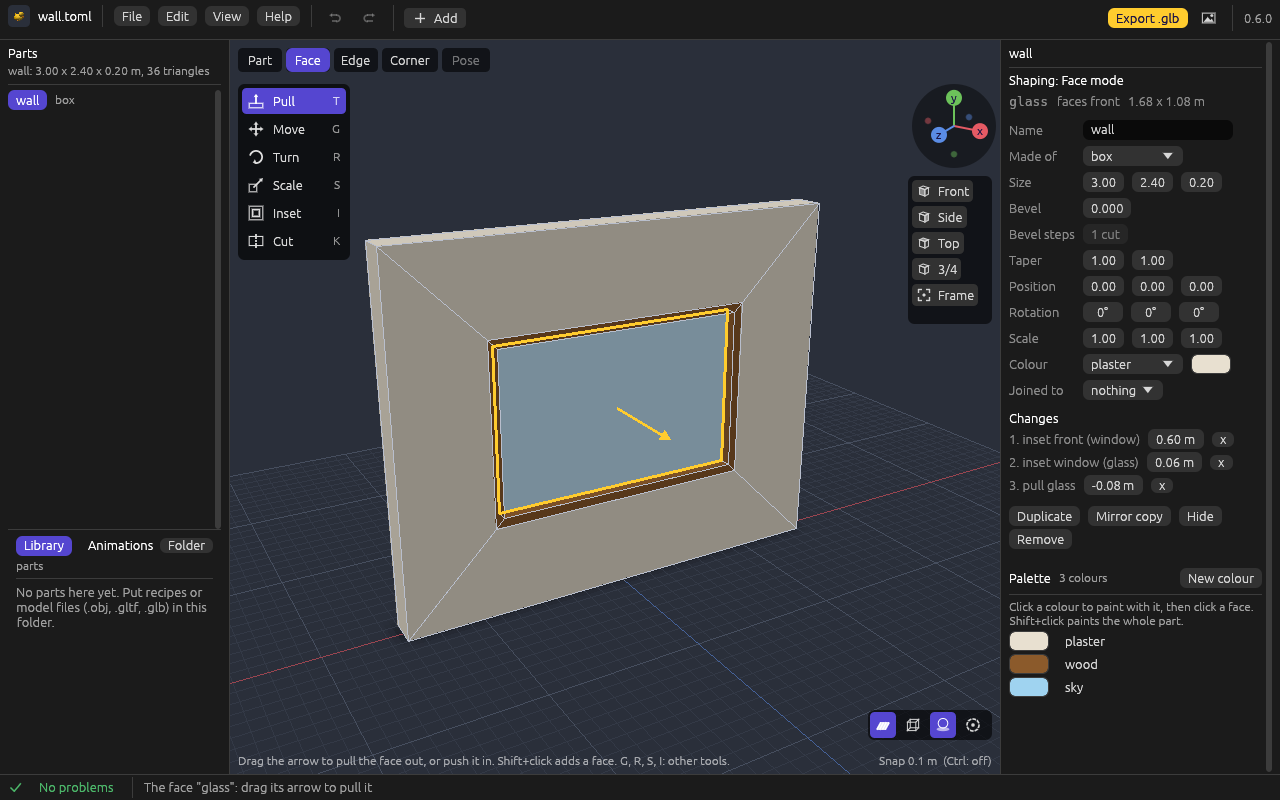 wall.toml File Edit View Help + Add Export .glb 0.6.0
Parts
wall: 3.00 x 2.40 x 0.20 m, 36 triangles
wall box
Library Animations Folder
parts
No parts here yet. Put recipes or
model files (.obj, .gltf, .glb) in this
folder.
Part Face Edge Corner Pose
Pull T
Move G
Turn R
Scale S
Inset I
Cut K
y
x
z
Front
Side
Top
3/4
Frame
Drag the arrow to pull the face out, or push it in. Shift+click adds a face. G, R, S, I: other tools.
Snap 0.1 m (Ctrl: off)
wall
Shaping: Face mode
glass faces front 1.68 x 1.08 m
Name wall
Made of box
Size 3.00 2.40 0.20
Bevel 0.000
Bevel steps 1 cut
Taper 1.00 1.00
Position 0.00 0.00 0.00
Rotation 0° 0° 0°
Scale 1.00 1.00 1.00
Colour plaster
Joined to nothing
Changes
1. inset front (window) 0.60 m x
2. inset window (glass) 0.06 m x
3. pull glass -0.08 m x
Duplicate Mirror copy Hide
Remove
Palette 3 colours New colour
Click a colour to paint with it, then click a face.
Shift+click paints the whole part.
plaster
wood
sky
No problems The face "glass": drag its arrow to pull it